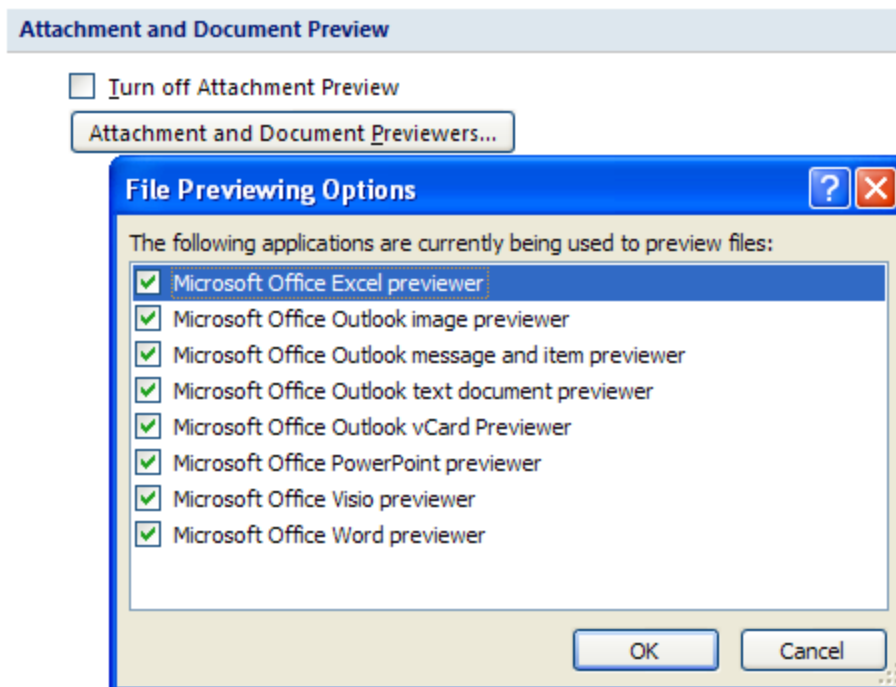 Attachment and Document Preview
Turn off Attachment Preview
Attachment and Document Previewers...
File Previewing Options
?
The following applications are currently being used to preview files:
Microsoft Office Excel previewer
Microsoft Office Outlook image previewer
Microsoft Office Outlook message and item previewer
Microsoft Office Outlook text document previewer
Microsoft Office Outlook vCard Previewer
Microsoft Office PowerPoint previewer
Microsoft Office Visio previewer
Microsoft Office Word previewer
OK Cancel